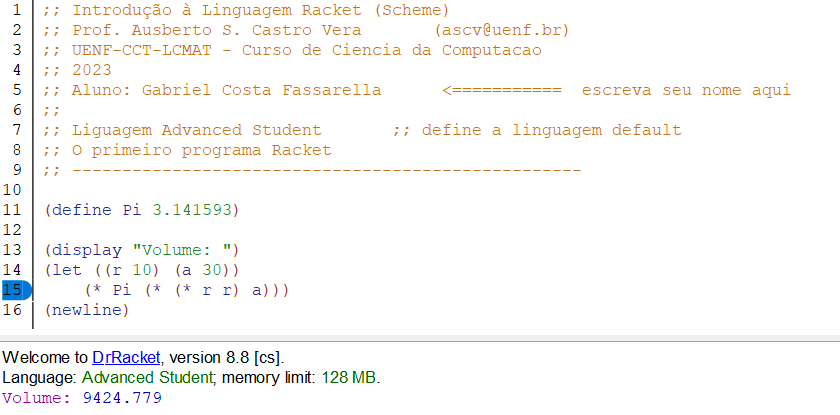 1 ;; Introdução à Linguagem Racket (Scheme)
2 ;; Prof. Ausberto S. Castro Vera (ascv@uenf.br)
3 ;; UENF-CCT-LCMAT - Curso de Ciencia da Computacao
4 ;; 2023
5 ;; Aluno: Gabriel Costa Fassarella <=========== escreva seu nome aqui
6 ;;
7 ;; Liguagem Advanced Student ;; define a linguagem default
8 ;; O primeiro programa Racket
9 ;; ---------------------------------------------------
10
11 (define Pi 3.141593)
12
13 (display "Volume: ")
14 (let ((r 10) (a 30))
15 (* Pi (* (* r r) a)))
16 (newline)
Welcome to DrRacket, version 8.8 [cs].
Language: Advanced Student; memory limit: 128 MB.
Volume: 9424.779